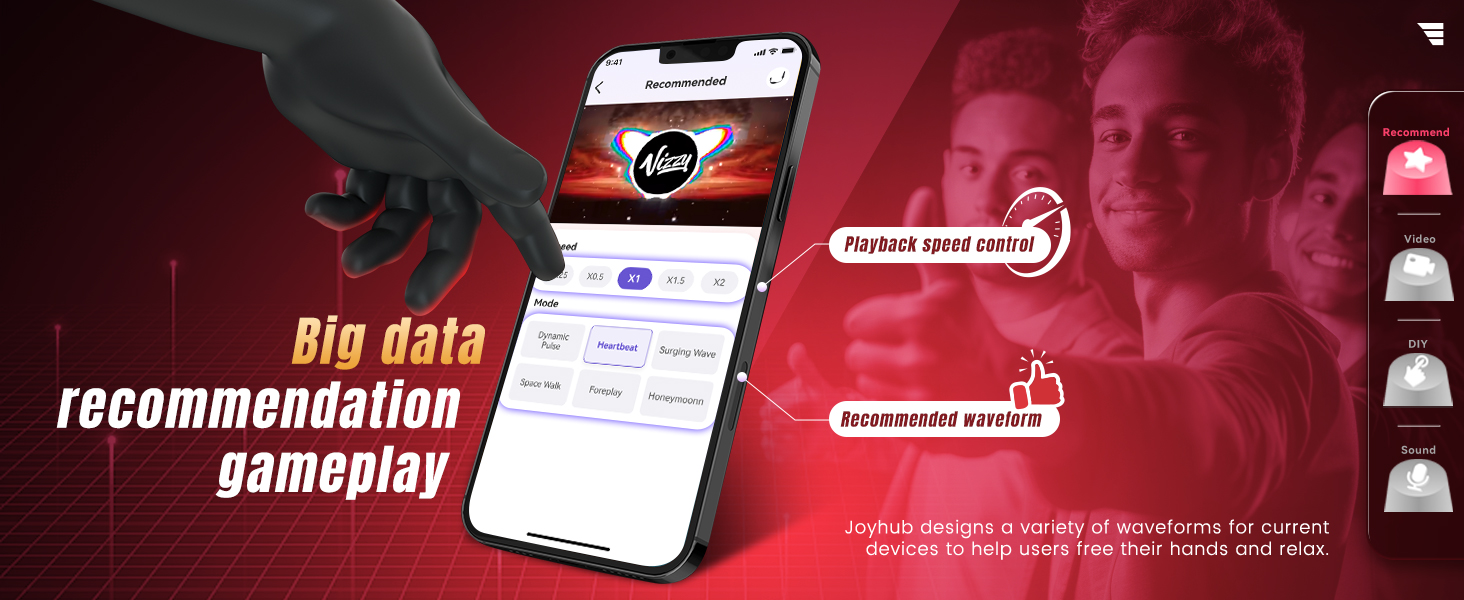 9:41
Recommended
Nizzy
X0.5
X1
X1.5
X2
Mode
Dynamic
Pulse
Heartbeat
Surging Wave
Space Walk
Foreplay
Honeymoonn
Big data
recommendation
gameplay
Playback speed control
Recommended waveform
Joyhub designs a variety of waveforms for current
devices to help users free their hands and relax.
Recommend
Video
DIY
Sound